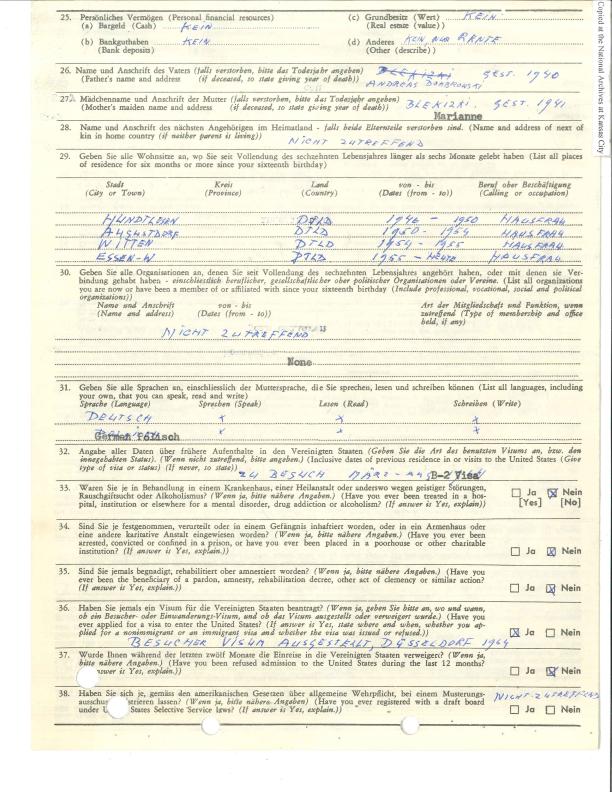 Copied at the National Archives at Kansas City
25. Persönliches Vermögen (Personal financial resources)
(a) Bargeld (Cash) KEIN
(c) Grundbesitz (Wert) KEIN
(Real estate (value))
(b) Bankguthaben KEIN
(Bank deposits)
(d) Anderes KEIN, NUR RENTE
(Other (describe))
26. Name und Anschrift des Vaters (falls verstorben, bitte das Todesjahr angeben)
(Father's name and address (if deceased, so state giving year of death)) ANDREAS DOMBROWSKI GEST. 1940
27. Mädchenname und Anschrift der Mutter (falls verstorben, bitte das Todesjahr angeben)
(Mother's maiden name and address (if deceased, so state giving year of death)) BLEKIZKI. GEST. 1941
Marianne
28. Name und Anschrift des nächsten Angehörigen im Heimatland - falls beide Elternteile verstorben sind. (Name and address of next of
kin in home country (if neither parent is living))
NICHT ZUTREFFEND
29. Geben Sie alle Wohnsitze an, wo Sie seit Vollendung des sechzehnten Lebensjahres länger als sechs Monate gelebt haben (List all places
of residence for six months or more since your sixteenth birthday)
Stadt Kreis Land von - bis Beruf oder Beschäftigung
(City or Town) (Province) (Country) (Dates (from - to)) (Calling or occupation)
HUNDTLOSEN DTLD 1946 - 1950 HAUSFRAU
AUGUSTDORF DTLD 1950 - 1954 HAUSFRAU
WITTEN DTLD 1954 - 1955 HAUSFRAU
ESSEN-W DTLD 1955 - HEUTE HAUSFRAU
30. Geben Sie alle Organisationen an, denen Sie seit Vollendung des sechzehnten Lebensjahres angehört haben, oder mit denen sie Ver-
bindung gehabt haben - einschliesslich beruflicher, gesellschaftlicher oder politischer Organisationen oder Vereine. (List all organizations
you are now or have been a member of or affiliated with since your sixteenth birthday (Include professional, vocational, social and political
organizations))
Name und Anschrift von - bis Art der Mitgliedschaft und Funktion, wenn
(Name and address) (Dates (from - to)) zutreffend (Type of membership and office
held, if any)
NICHT ZUTREFFEND
None
31. Geben Sie alle Sprachen an, einschliesslich der Muttersprache, die Sie sprechen, lesen und schreiben können (List all languages, including
your own, that you can speak, read and write)
Sprache (Language) Sprechen (Speak) Lesen (Read) Schreiben (Write)
DEUTSCH x x x
German Polisch x x x
32. Angabe aller Daten über frühere Aufenthalte in den Vereinigten Staaten (Geben Sie die Art des benutzten Visums an, bzw. den
innegehabten Status). (Wenn nicht zutreffend, bitte angeben.) (Inclusive dates of previous residence in or visits to the United States (Give
type of visa or status) (If never, so state))
ZU BESUCH MÄRZ - B-2 Visa
33. Waren Sie je in Behandlung in einem Krankenhaus, einer Heilanstalt oder anderswo wegen geistiger Störungen,
Rauschgiftsucht oder Alkoholismus? (Wenn ja, bitte nähere Angaben.) (Have you ever been treated in a hos-
pital, institution or elsewhere for a mental disorder, drug addiction or alcoholism? (If answer is Yes, explain))
Ja x Nein
[Yes] [No]
34. Sind Sie je festgenommen, verurteilt oder in einem Gefängnis inhaftiert worden, oder in ein Armenhaus oder
eine andere karitative Anstalt eingewiesen worden? (Wenn ja, bitte nähere Angaben.) (Have you ever been
arrested, convicted or confined in a prison, or have you ever been placed in a poorhouse or other charitable
institution? (If answer is Yes, explain.))
Ja x Nein
35. Sind Sie jemals begnadigt, rehabilitiert oder amnestiert worden? (Wenn ja, bitte nähere Angaben.) (Have you
ever been the beneficiary of a pardon, amnesty, rehabilitation decree, other act of clemency or similar action?
(If answer is Yes, explain.))
Ja x Nein
36. Haben Sie jemals ein Visum für die Vereinigten Staaten beantragt? (Wenn ja, geben Sie bitte an, wo und wann,
ob ein Besucher- oder Einwanderungs-Visum, und ob das Visum ausgestellt oder verweigert wurde.) (Have you
ever applied for a visa to enter the United States? (If answer is Yes, state where and when, whether you ap-
plied for a nonimmigrant or an immigrant visa and whether the visa was issued or refused.))
x Ja Nein
BESUCHER VISUM AUSGESTELLT, DÜSSELDORF 1964
37. Wurde Ihnen während der letzten zwölf Monate die Einreise in die Vereinigten Staaten verweigert? (Wenn ja,
bitte nähere Angaben.) (Have you been refused admission to the United States during the last 12 months?
answer is Yes, explain.))
Ja x Nein
38. Haben Sie sich je, gemäss den amerikanischen Gesetzen über allgemeine Wehrpflicht, bei einem Musterungs-
ausschuss registrieren lassen? (Wenn ja, bitte nähere Angaben) (Have you ever registered with a draft board
under United States Selective Service laws? (If answer is Yes, explain.))
NICHT-ZUTREFFEND
Ja Nein